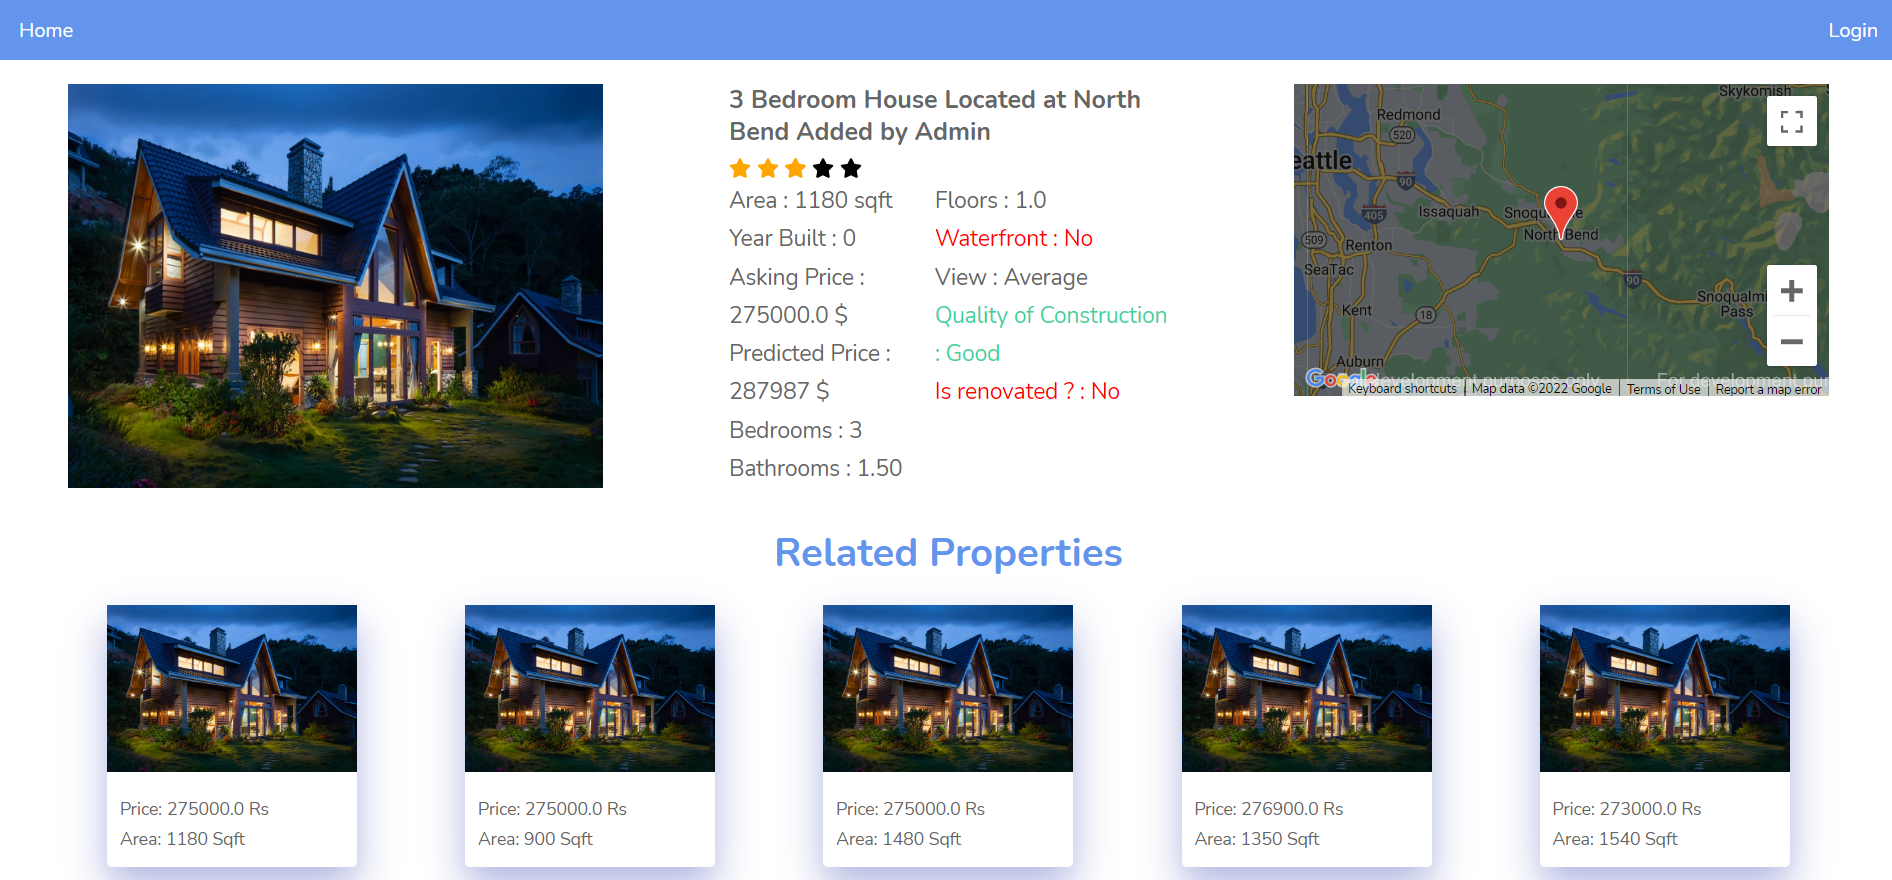 Home
Login
3 Bedroom House Located at North
Bend Added by Admin
Area : 1180 sqft
Year Built : 0
Asking Price :
275000.0 $
Predicted Price :
287987 $
Bedrooms : 3
Bathrooms : 1.50
Floors : 1.0
Waterfront : No
View : Average
Quality of Construction
: Good
Is renovated ? : No
Skykomish
Redmond
520
eattle
90
405
Issaquah
North Bend
509
Renton
SeaTac
90
Kent
18
Snoqualmi
Pass
Auburn
Google
development purposes only
For development pur
Keyboard shortcuts
Map data ©2022 Google
Terms of Use
Report a map error
Related Properties
Price: 275000.0 Rs
Area: 1180 Sqft
Price: 275000.0 Rs
Area: 900 Sqft
Price: 275000.0 Rs
Area: 1480 Sqft
Price: 276900.0 Rs
Area: 1350 Sqft
Price: 273000.0 Rs
Area: 1540 Sqft